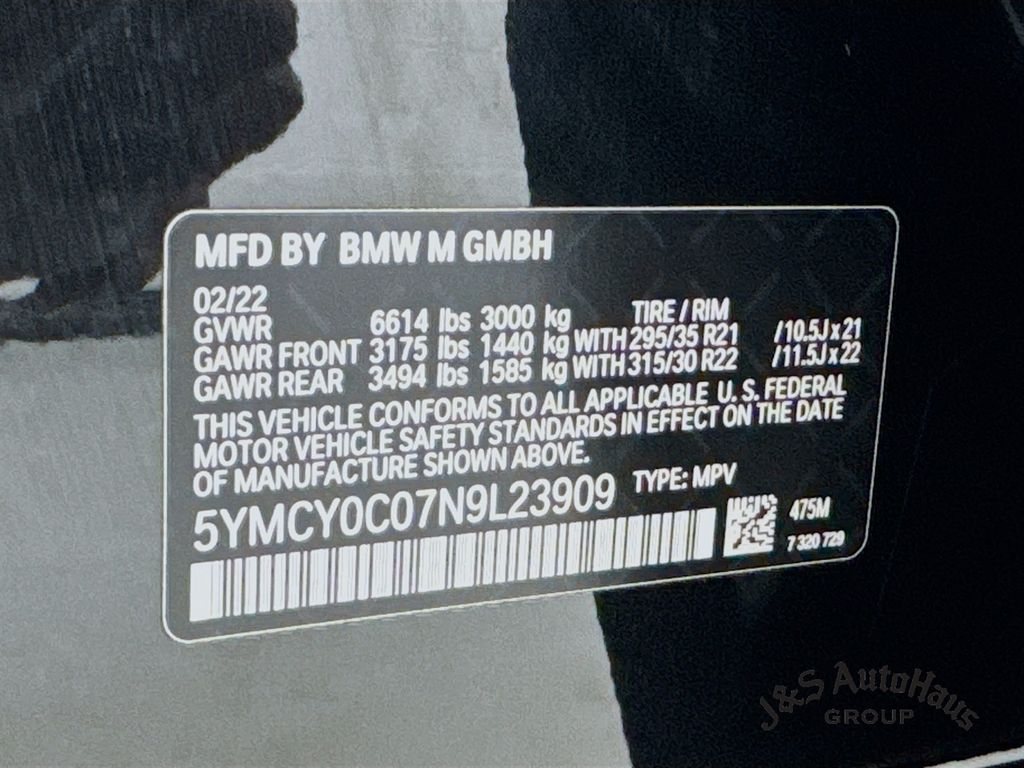 MFD BY BMW M GMBH
02/22
GVWR 6614 lbs 3000 kg TIRE / RIM
GAWR FRONT 3175 lbs 1440 kg WITH 295/35 R21 /10.5J x 21
GAWR REAR 3494 lbs 1585 kg WITH 315/30 R22 /11.5J x 22
THIS VEHICLE CONFORMS TO ALL APPLICABLE U. S. FEDERAL
MOTOR VEHICLE SAFETY STANDARDS IN EFFECT ON THE DATE
OF MANUFACTURE SHOWN ABOVE.
5YMCY0C07N9L23909 TYPE: MPV
475M
7 320 729
J&S AutoHaus
GROUP